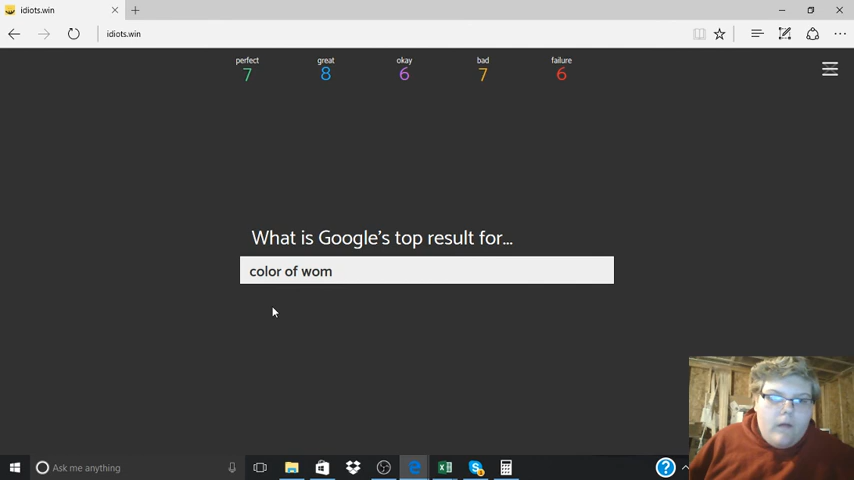 idiots.win
idiots.win
perfect great okay bad failure
7 8 6 7 6
What is Google's top result for...
color of wom
Ask me anything